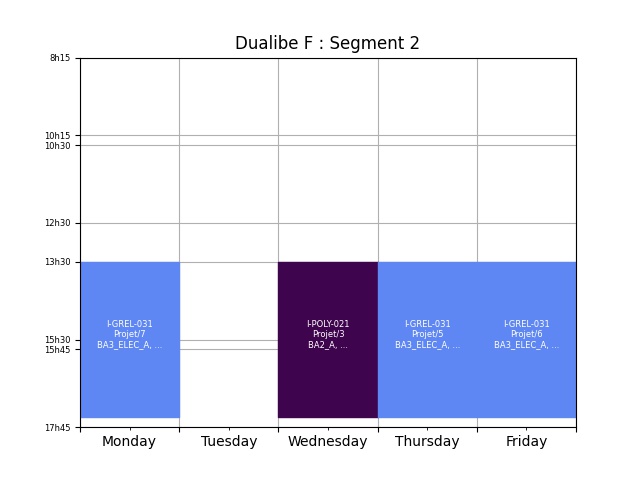 Dualibe F : Segment 2
8h15
10h15
10h30
12h30
13h30
15h30
15h45
17h45
I-GREL-031
Projet/7
BA3_ELEC_A, ...
I-POLY-021
Projet/3
BA2_A, ...
I-GREL-031
Projet/5
BA3_ELEC_A, ...
I-GREL-031
Projet/6
BA3_ELEC_A, ...
Monday
Tuesday
Wednesday
Thursday
Friday